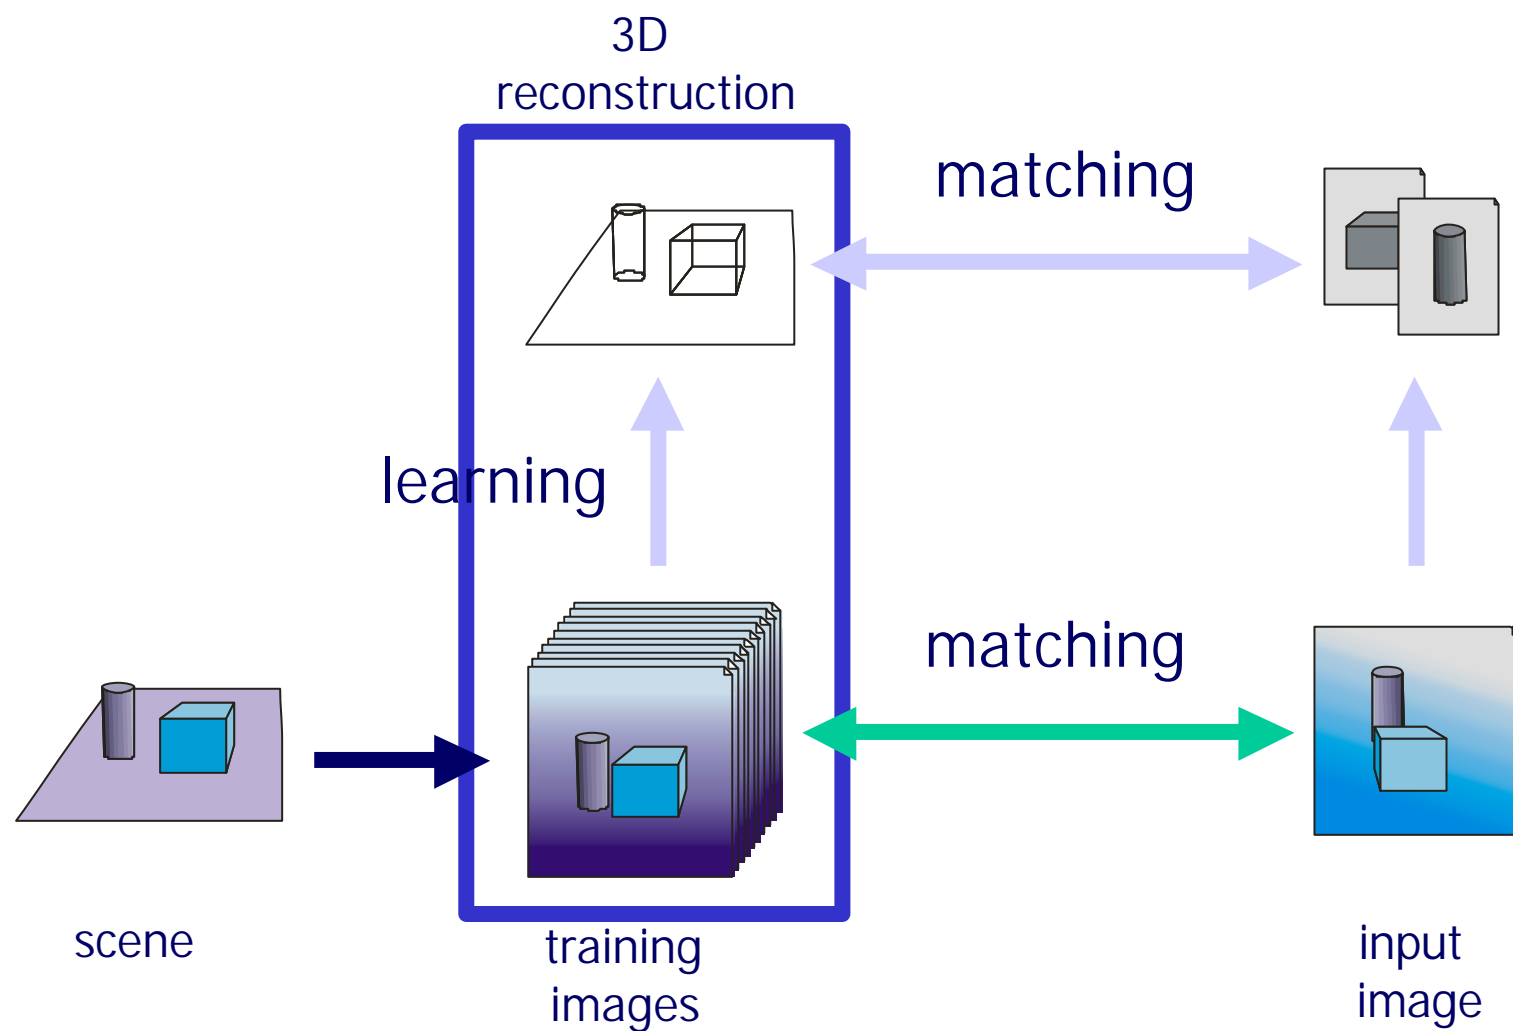 3D
reconstruction
matching
learning
matching
scene
training
images
input
image